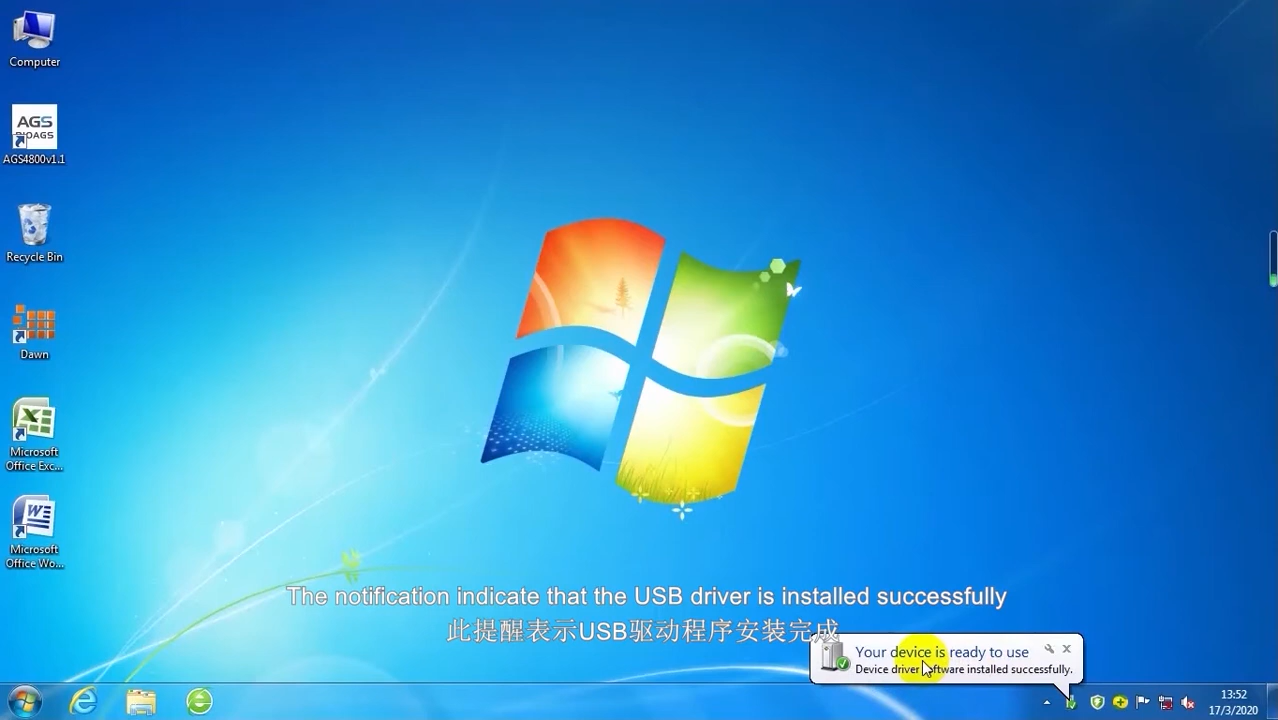 Computer
AGS
BIOAGS
AGS4800v1.1
Recycle Bin
Dawn
Microsoft
Office Exc...
Microsoft
Office Wo...
The notification indicate that the USB driver is installed successfully
此提醒表示USB驱动程序安装完成
Your device is ready to use
Device driver software installed successfully.
13:52
17/3/2020